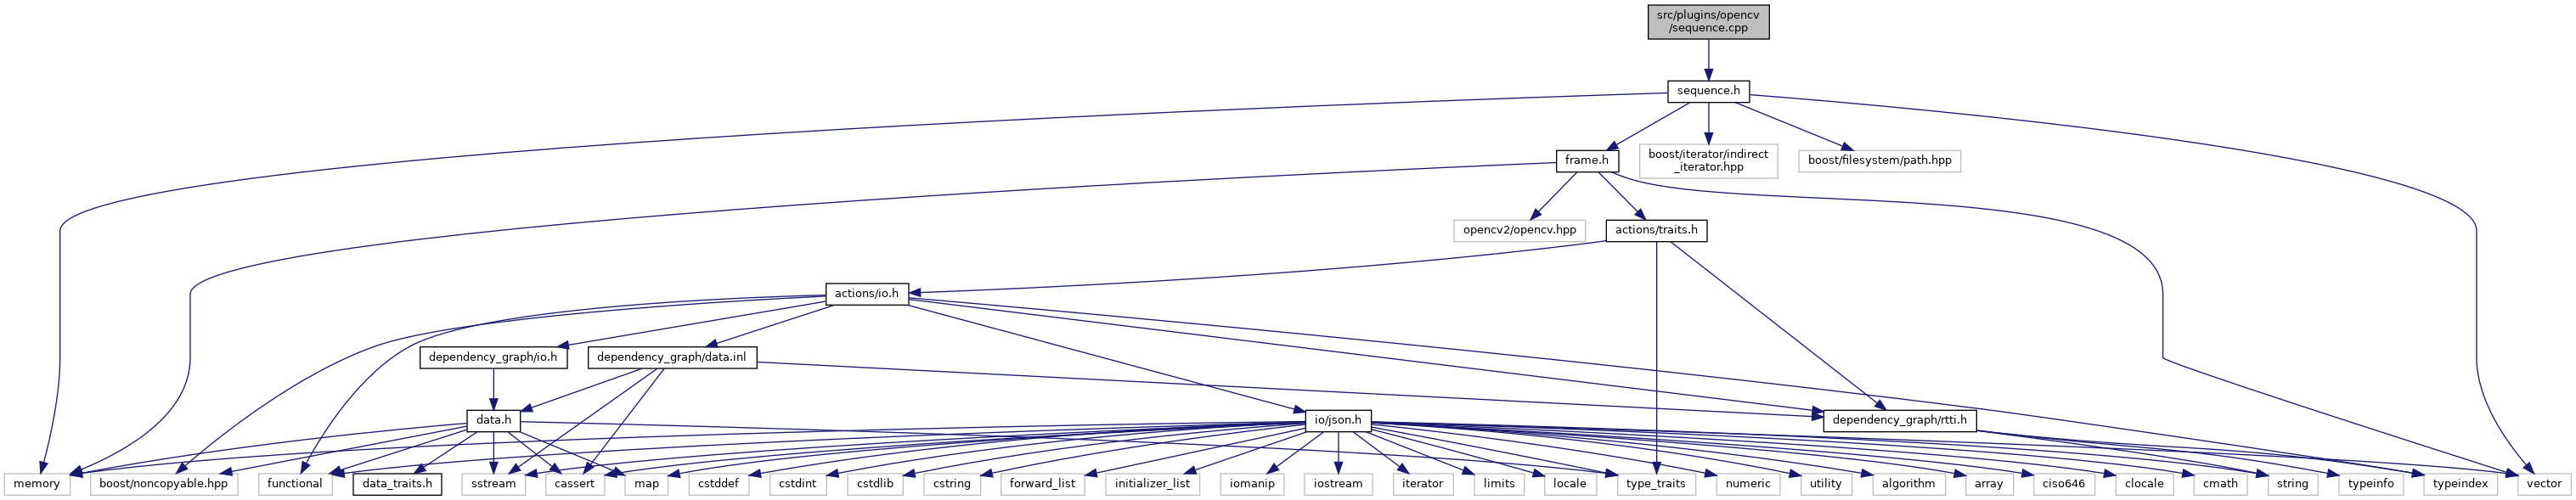 src/plugins/opencv
/sequence.cpp
sequence.h
frame.h
boost/iterator/indirect
_iterator.hpp
boost/filesystem/path.hpp
opencv2/opencv.hpp
actions/traits.h
actions/io.h
dependency_graph/io.h
dependency_graph/data.inl
data.h
io/json.h
dependency_graph/rtti.h
memory
boost/noncopyable.hpp
functional
data_traits.h
sstream
cassert
map
cstddef
cstdint
cstdlib
cstring
forward_list
initializer_list
iomanip
iostream
iterator
limits
locale
type_traits
numeric
utility
algorithm
array
ciso646
clocale
cmath
string
typeinfo
typeindex
vector